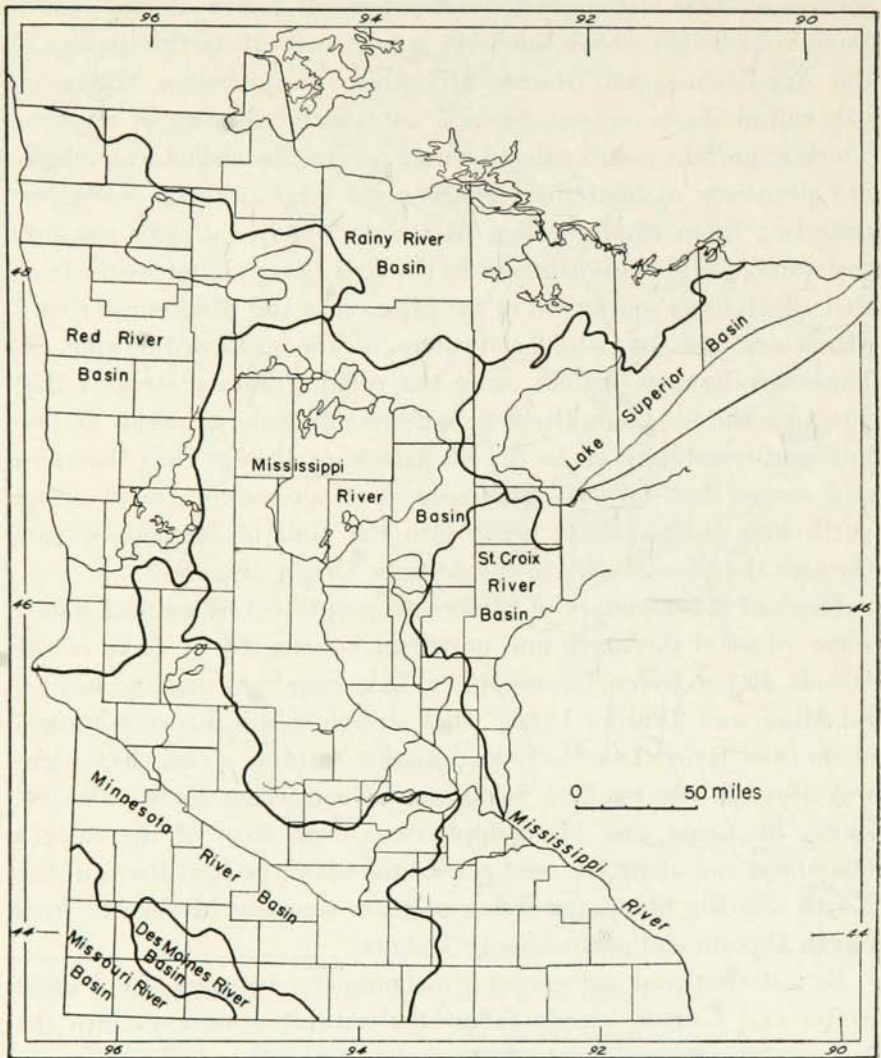 96
94
92
90
Rainy River
Basin
48
Red River
Basin
Lake Superior Basin
Mississippi
River
Basin
St. Croix
River
Basin
46
46
0 50 miles
Minnesota
River
Basin
Mississippi
River
44
44
Des Moines River
Basin
Missouri River
Basin
96
94
92
90